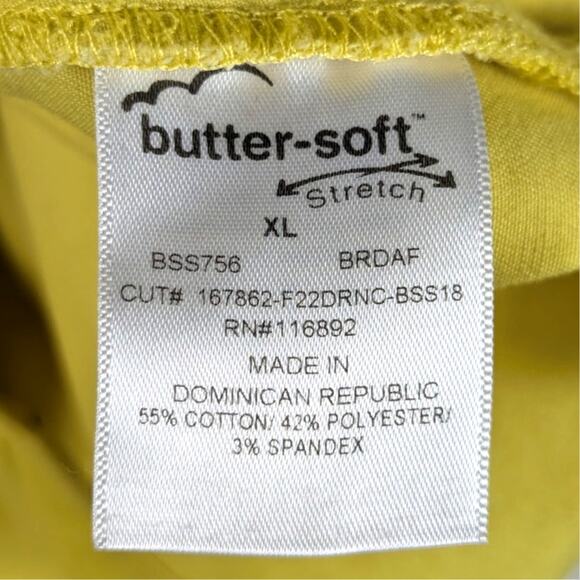 butter-soft™
Stretch
XL
BSS756 BRDAF
CUT# 167862-F22DRNC-BSS18
RN#116892
MADE IN
DOMINICAN REPUBLIC
55% COTTON/ 42% POLYESTER/
3% SPANDEX